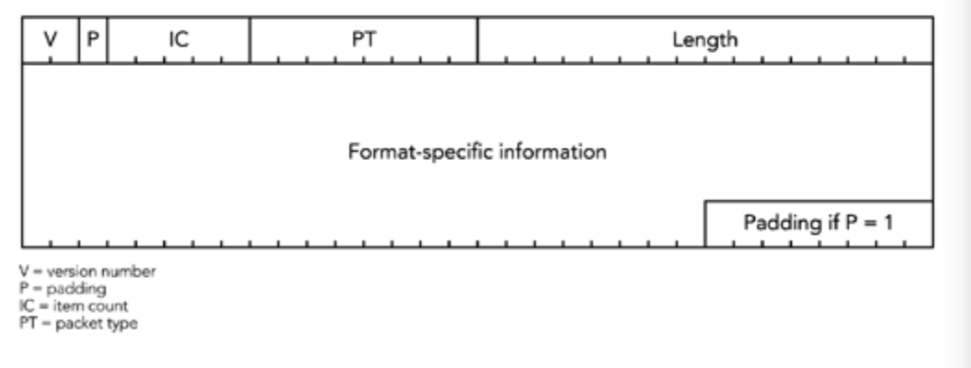 V P IC PT Length
Format-specific information
Padding if P = 1
V = version number
P = padding
IC = item count
PT = packet type